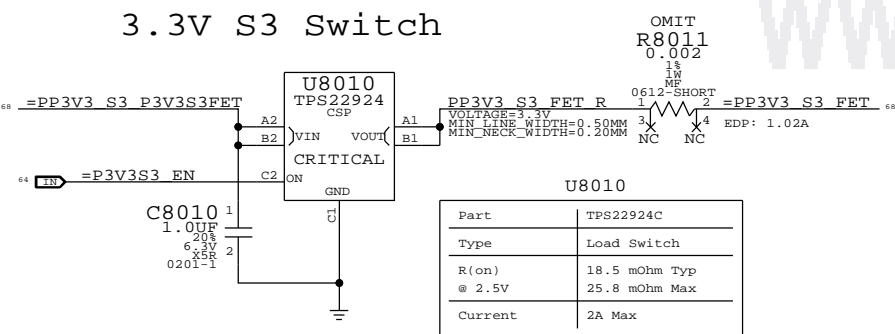 3.3V S3 Switch
OMIT
R8011
0.002
1%
1W
MF
0612-SHORT
68 =PP3V3_S3_P3V3S3FET
U8010
TPS22924
CSP
A2
B2
VIN
VOUT
A1
B1
CRITICAL
C2
ON
GND
C1
PP3V3_S3_FET_R
VOLTAGE=3.3V
MIN_LINE_WIDTH=0.50MM
MIN_NECK_WIDTH=0.20MM
1 2
3 4
NC NC
=PP3V3_S3_FET 68
EDP: 1.02A
64 IN =P3V3S3_EN
C8010
1.0UF
20%
6.3V
X5R
0201-1
1
2
U8010
Part TPS22924C
Type Load Switch
R(on) 18.5 mOhm Typ
@ 2.5V 25.8 mOhm Max
Current 2A Max